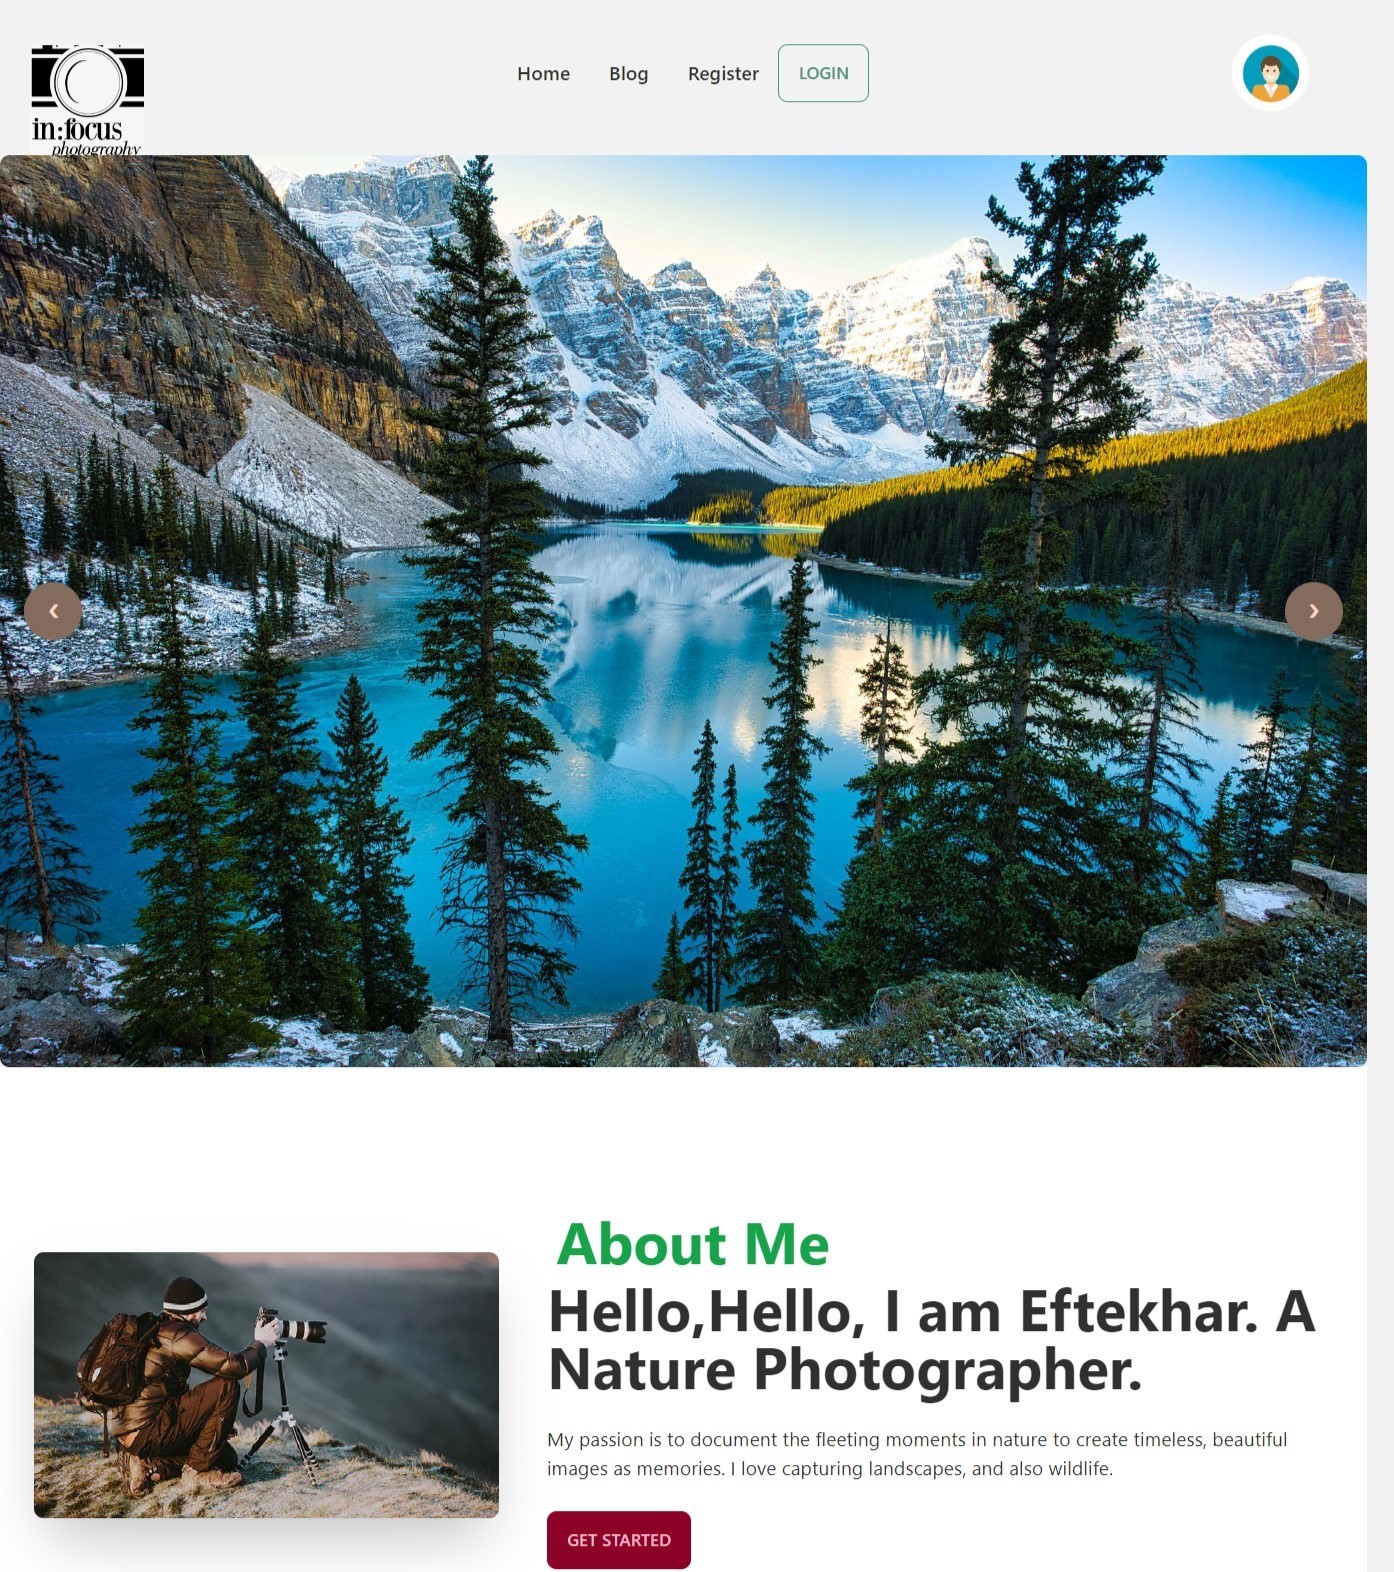 in:focus
photography
Home Blog Register LOGIN
About Me
Hello,Hello, I am Eftekhar. A
Nature Photographer.
My passion is to document the fleeting moments in nature to create timeless, beautiful
images as memories. I love capturing landscapes, and also wildlife.
GET STARTED